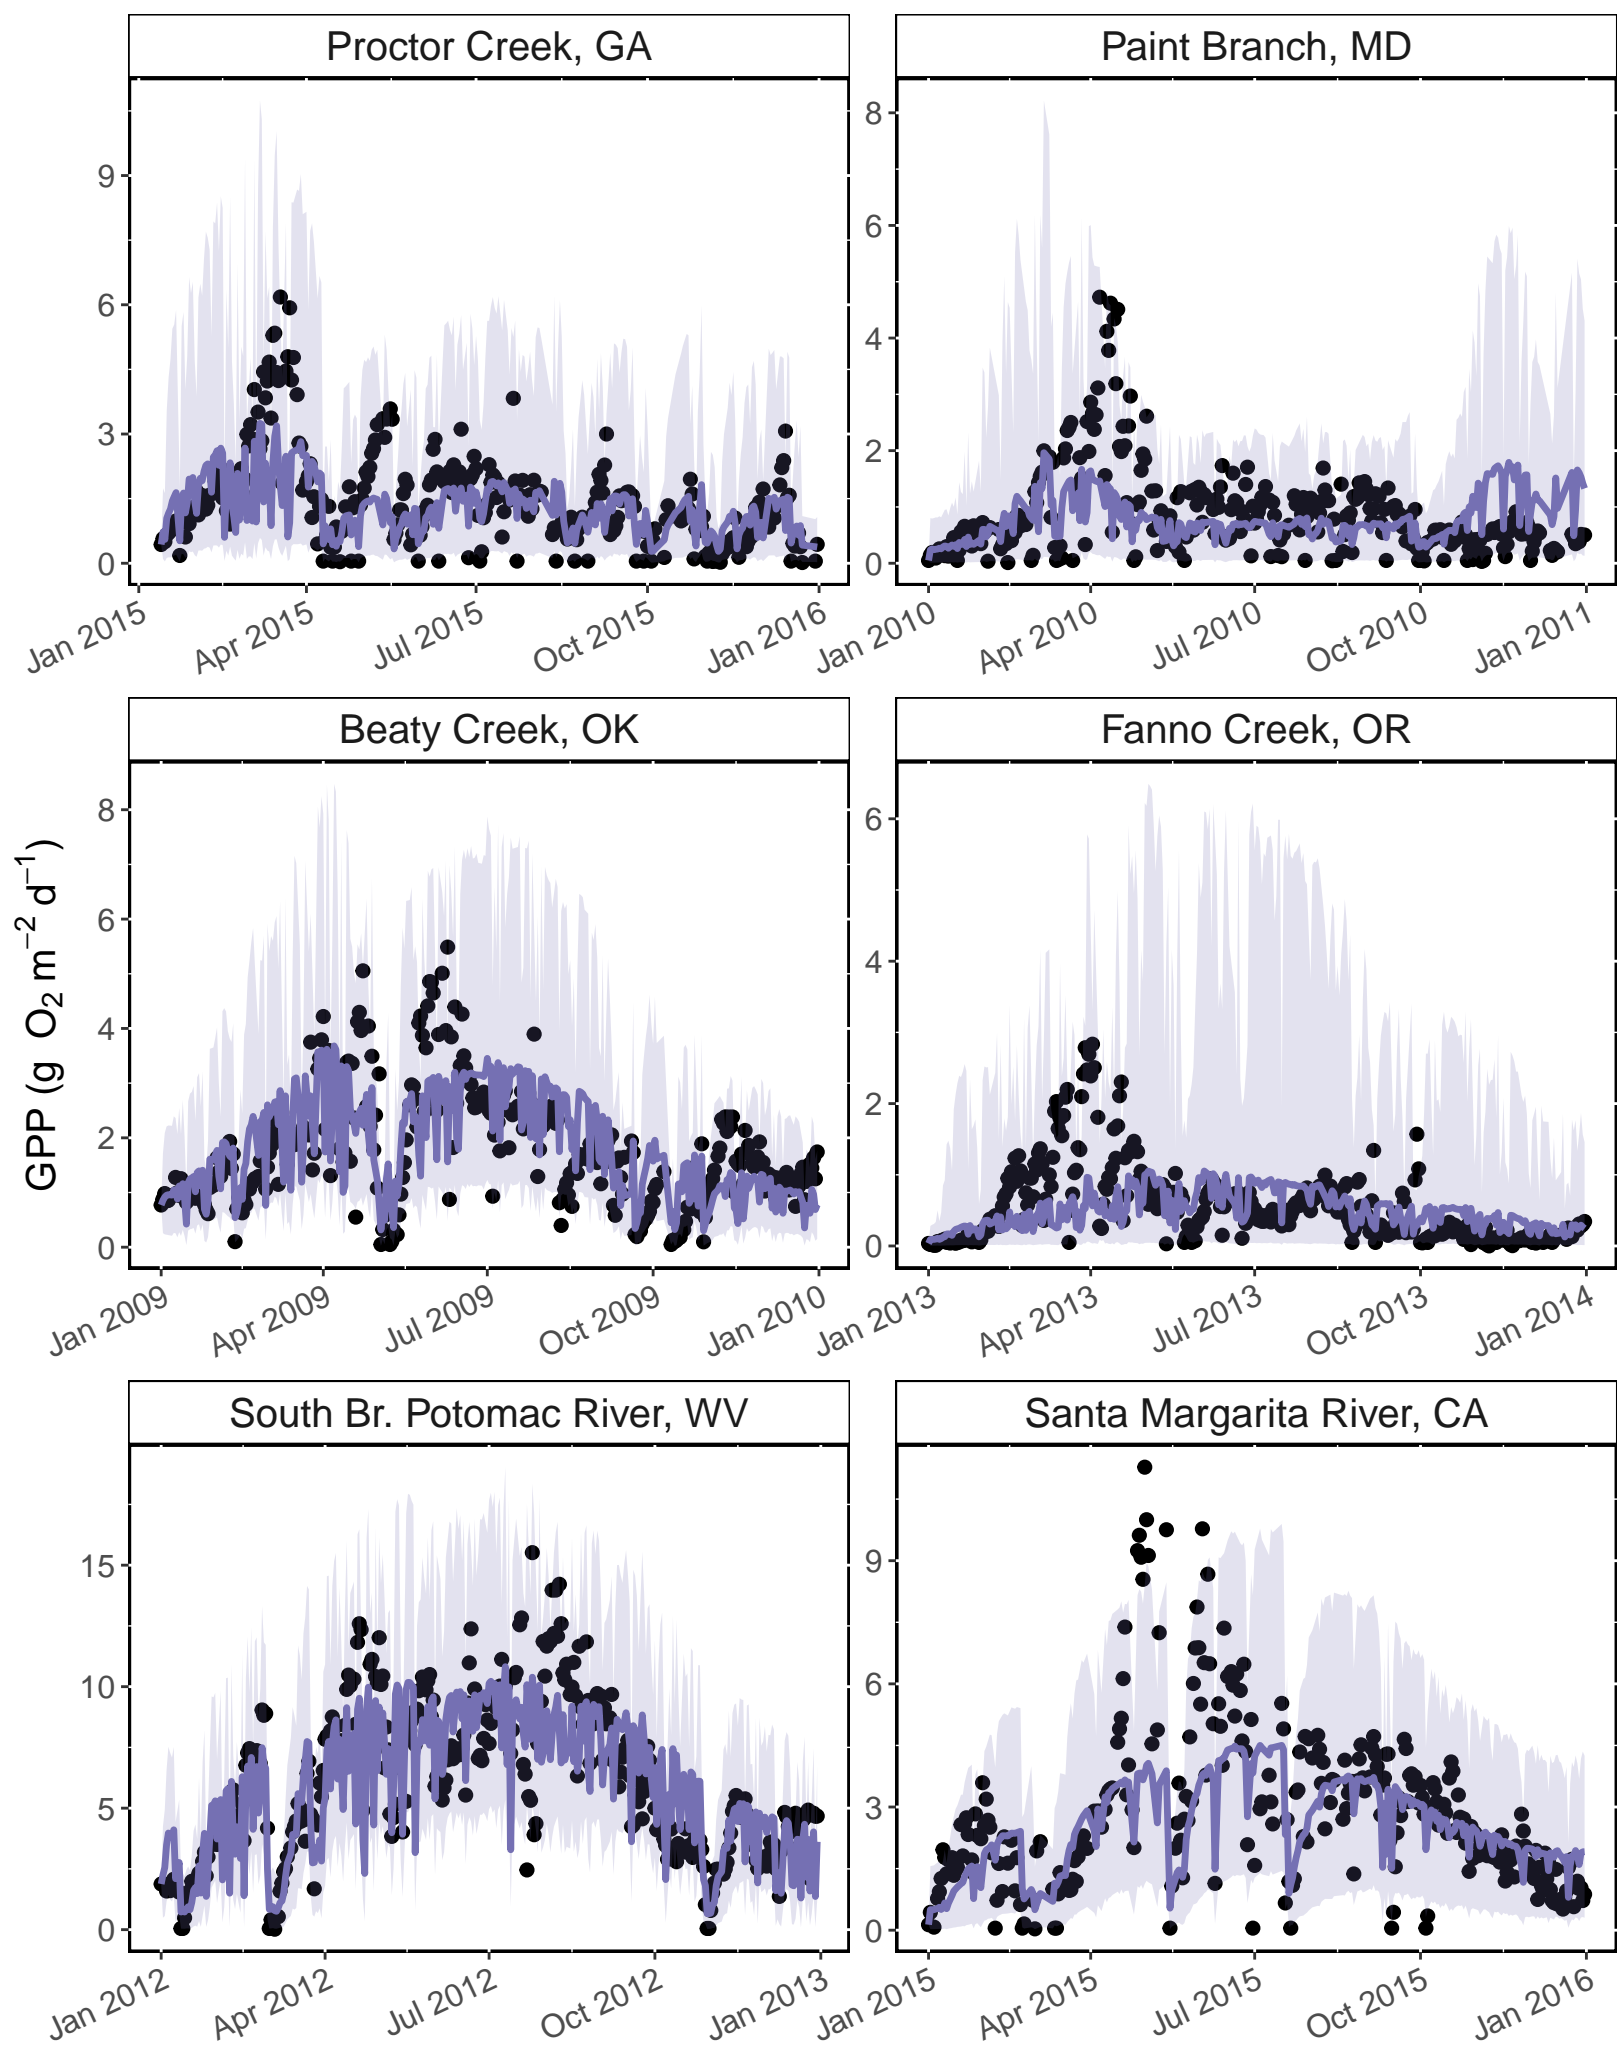 Proctor Creek, GA
Paint Branch, MD
9
6
3
0
8
6
4
2
0
Jan 2015
Apr 2015
Jul 2015
Oct 2015
Jan 2016
Jan 2010
Apr 2010
Jul 2010
Oct 2010
Jan 2011
Beaty Creek, OK
Fanno Creek, OR
GPP (g O₂ m⁻² d⁻¹)
8
6
4
2
0
6
4
2
0
Jan 2009
Apr 2009
Jul 2009
Oct 2009
Jan 2010
Jan 2013
Apr 2013
Jul 2013
Oct 2013
Jan 2014
South Br. Potomac River, WV
Santa Margarita River, CA
15
10
5
0
9
6
3
0
Jan 2012
Apr 2012
Jul 2012
Oct 2012
Jan 2013
Jan 2015
Apr 2015
Jul 2015
Oct 2015
Jan 2016